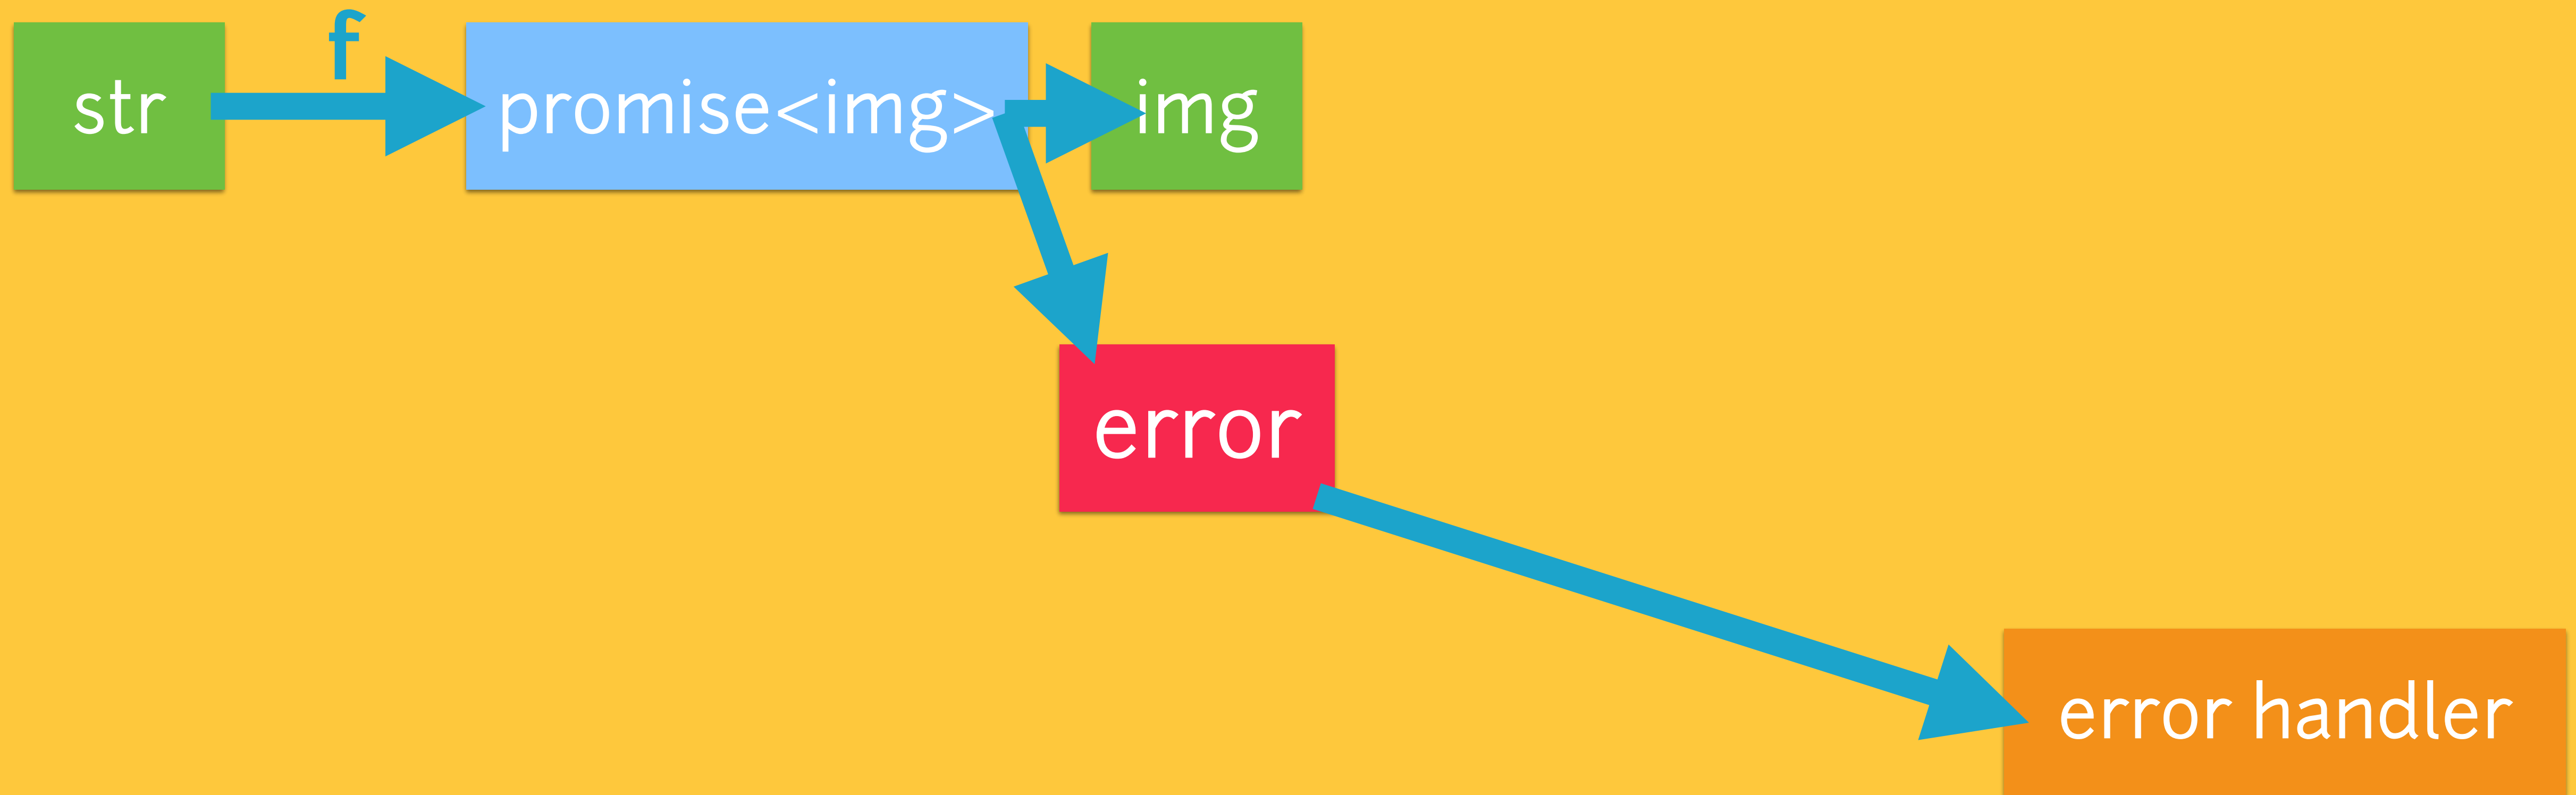 f
str
promise<img>
img
error
error handler